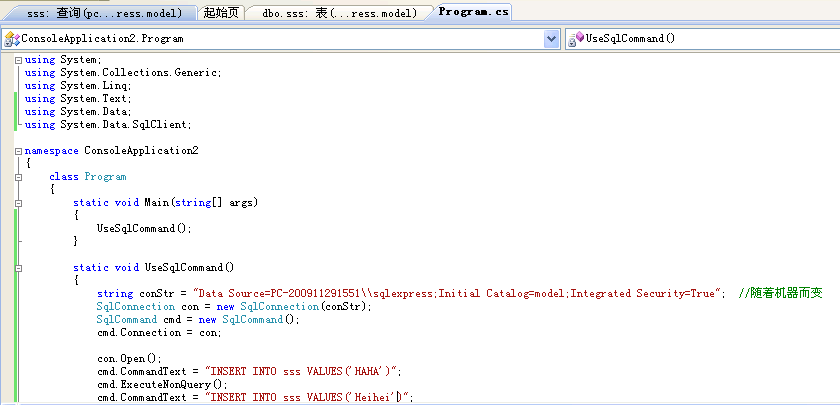 sss: 查询(pc...ress.model)
起始页
dbo.sss: 表(...ress.model)
Program.cs
ConsoleApplication2.Program
UseSqlCommand()
using System;
using System.Collections.Generic;
using System.Linq;
using System.Text;
using System.Data;
using System.Data.SqlClient;
namespace ConsoleApplication2
{
class Program
{
static void Main(string[] args)
{
UseSqlCommand();
}
static void UseSqlCommand()
{
string conStr = "Data Source=PC-200911291551\\sqlexpress;Initial Catalog=model;Integrated Security=True"; //随着机器而变
SqlConnection con = new SqlConnection(conStr);
SqlCommand cmd = new SqlCommand();
cmd.Connection = con;
con.Open();
cmd.CommandText = "INSERT INTO sss VALUES('HAHA')";
cmd.ExecuteNonQuery();
cmd.CommandText = "INSERT INTO sss VALUES('Heihei')";